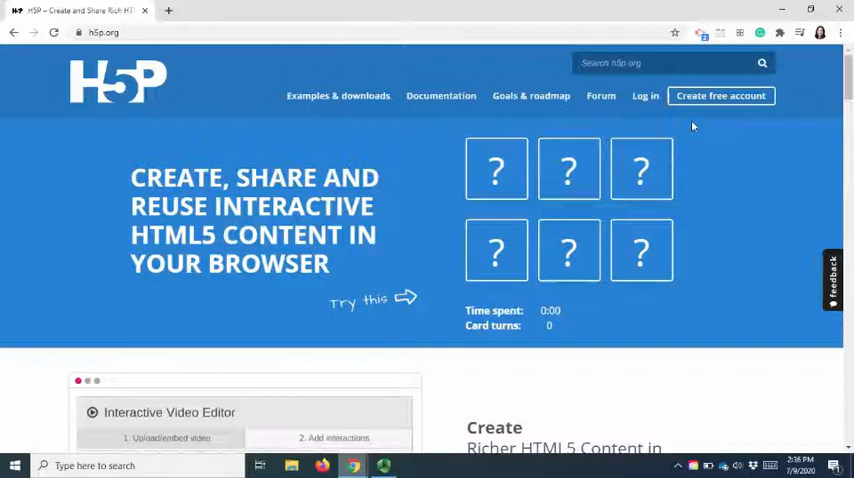 H5P – Create and Share Rich HT
h5p.org
H5P
Search h5p.org
Examples & downloads
Documentation
Goals & roadmap
Forum
Log in
Create free account
CREATE, SHARE AND
REUSE INTERACTIVE
HTML5 CONTENT IN
YOUR BROWSER
Try this
? ? ?
? ? ?
Time spent: 0:00
Card turns: 0
feedback
Interactive Video Editor
1. Upload/embed video
2. Add interactions
Create
Richer HTML5 Content in
Type here to search
2:36 PM
7/9/2020